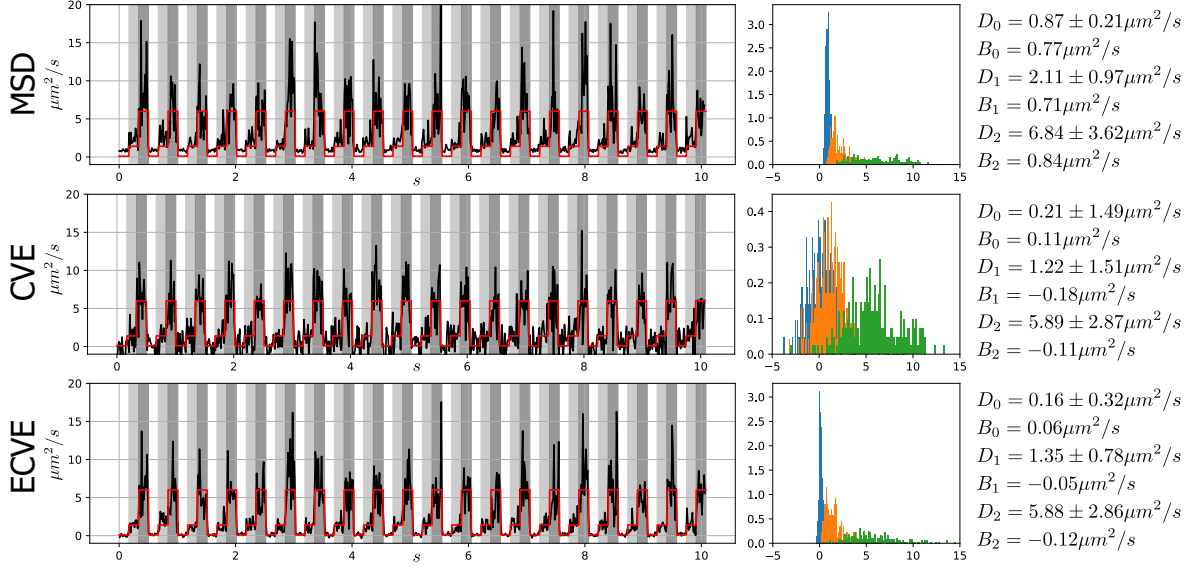 MSD
μm²/s
20
15
10
5
0
0 2 4 6 8 10
s
3.0
2.5
2.0
1.5
1.0
0.5
0.0
−5 0 5 10 15
D₀ = 0.87 ± 0.21μm²/s
B₀ = 0.77μm²/s
D₁ = 2.11 ± 0.97μm²/s
B₁ = 0.71μm²/s
D₂ = 6.84 ± 3.62μm²/s
B₂ = 0.84μm²/s
CVE
μm²/s
20
15
10
5
0
0 2 4 6 8 10
s
0.4
0.3
0.2
0.1
0.0
−5 0 5 10 15
D₀ = 0.21 ± 1.49μm²/s
B₀ = 0.11μm²/s
D₁ = 1.22 ± 1.51μm²/s
B₁ = −0.18μm²/s
D₂ = 5.89 ± 2.87μm²/s
B₂ = −0.11μm²/s
ECVE
μm²/s
20
15
10
5
0
0 2 4 6 8 10
s
3.0
2.5
2.0
1.5
1.0
0.5
0.0
−5 0 5 10 15
D₀ = 0.16 ± 0.32μm²/s
B₀ = 0.06μm²/s
D₁ = 1.35 ± 0.78μm²/s
B₁ = −0.05μm²/s
D₂ = 5.88 ± 2.86μm²/s
B₂ = −0.12μm²/s